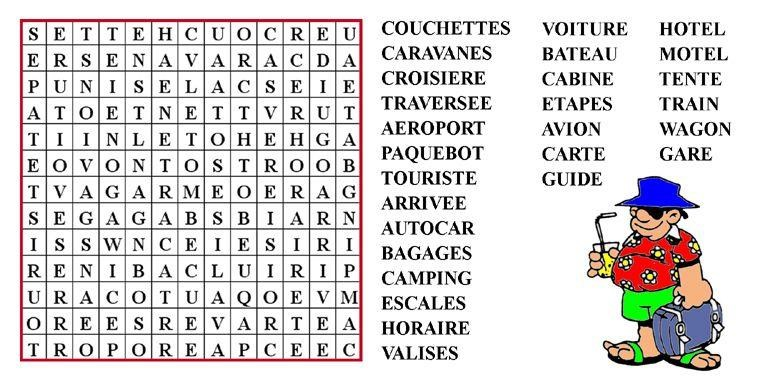 S E T T E H C U O C R E U
E R S E N A V A R A C D A
P U N I S E L A C S E I E
A T O E T N E T T V R U T
T I I N L E T O H E H G A
E O V O N T O S T R O O B
T V A G A R M E O E R A G
S E G A G A B S B I A R N
I S S W N C E I E S I R I
R E N I B A C L U I R I P
U R A C O T U A Q O E V M
O R E E S R E V A R T E A
T R O P O R E A P C E E C
COUCHETTES
CARAVANES
CROISIERE
TRAVERSEE
AEROPORT
PAQUEBOT
TOURISTE
ARRIVEE
AUTOCAR
BAGAGES
CAMPING
ESCALES
HORAIRE
VALISES
VOITURE
BATEAU
CABINE
ETAPES
AVION
CARTE
GUIDE
HOTEL
MOTEL
TENTE
TRAIN
WAGON
GARE